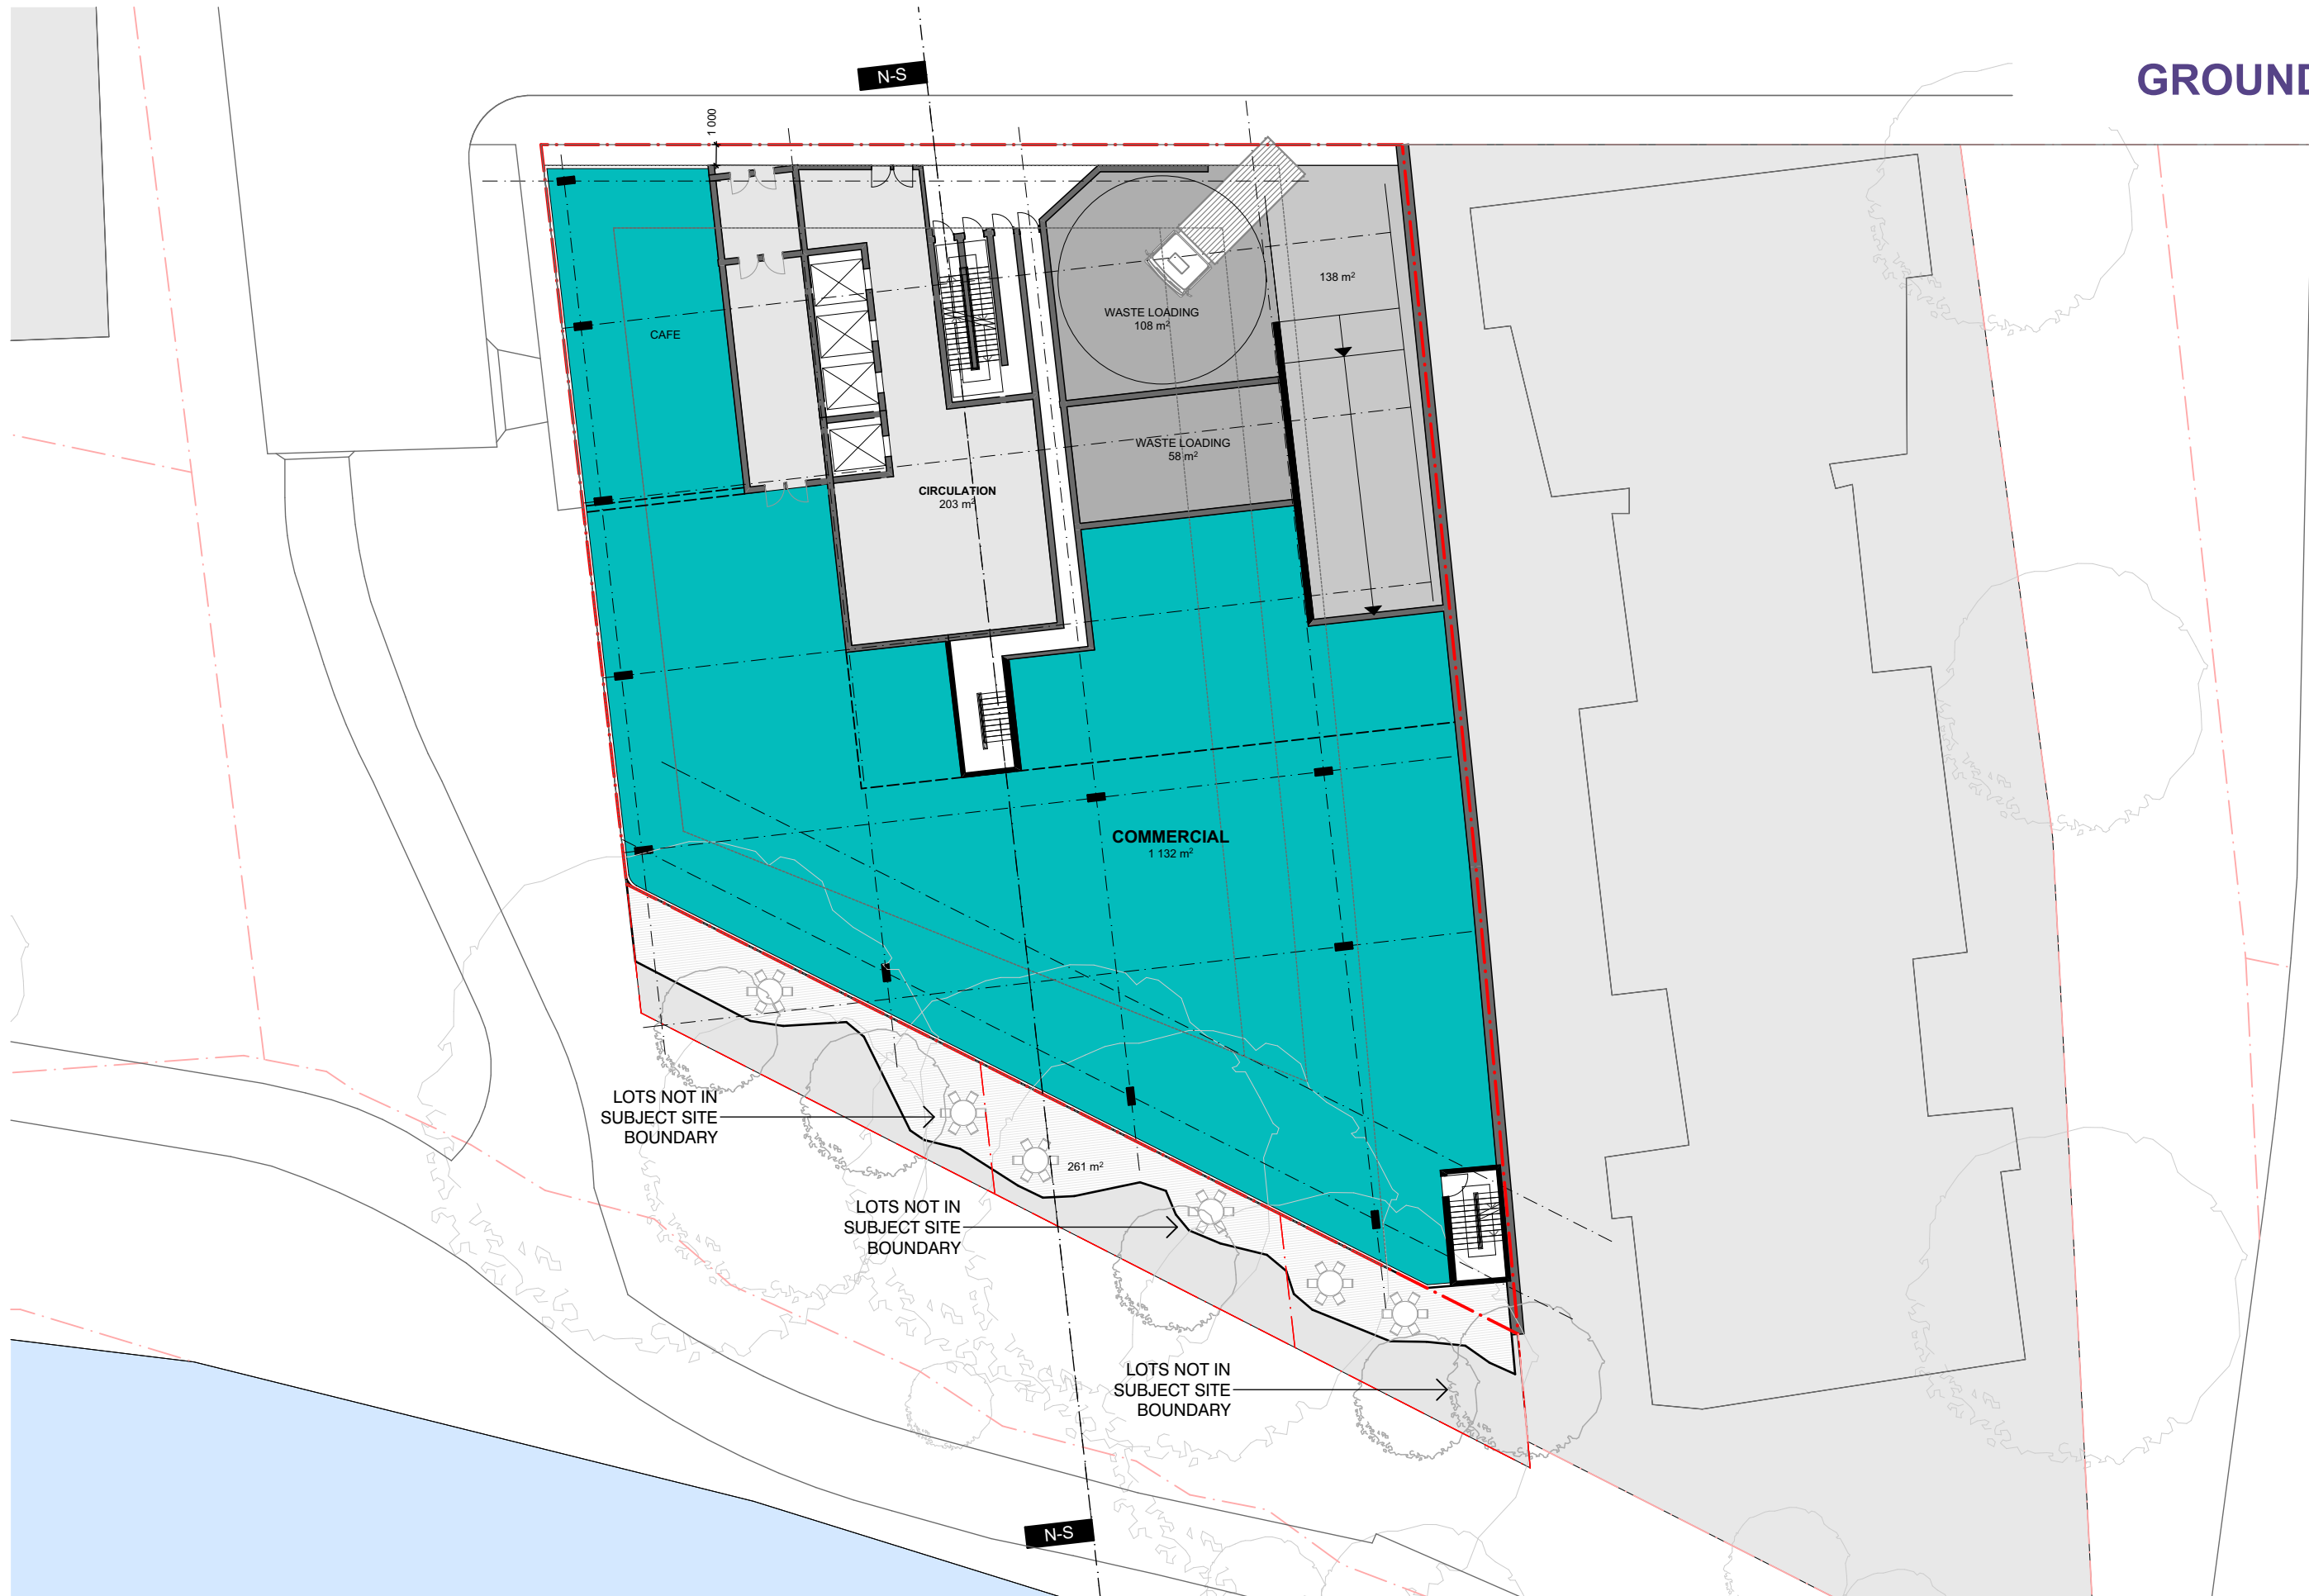 GROUND
N-S
1 000
138 m²
WASTE LOADING
108 m²
CAFE
WASTE LOADING
58 m²
CIRCULATION
203 m²
COMMERCIAL
1 132 m²
LOTS NOT IN
SUBJECT SITE
BOUNDARY
261 m²
LOTS NOT IN
SUBJECT SITE
BOUNDARY
LOTS NOT IN
SUBJECT SITE
BOUNDARY
N-S